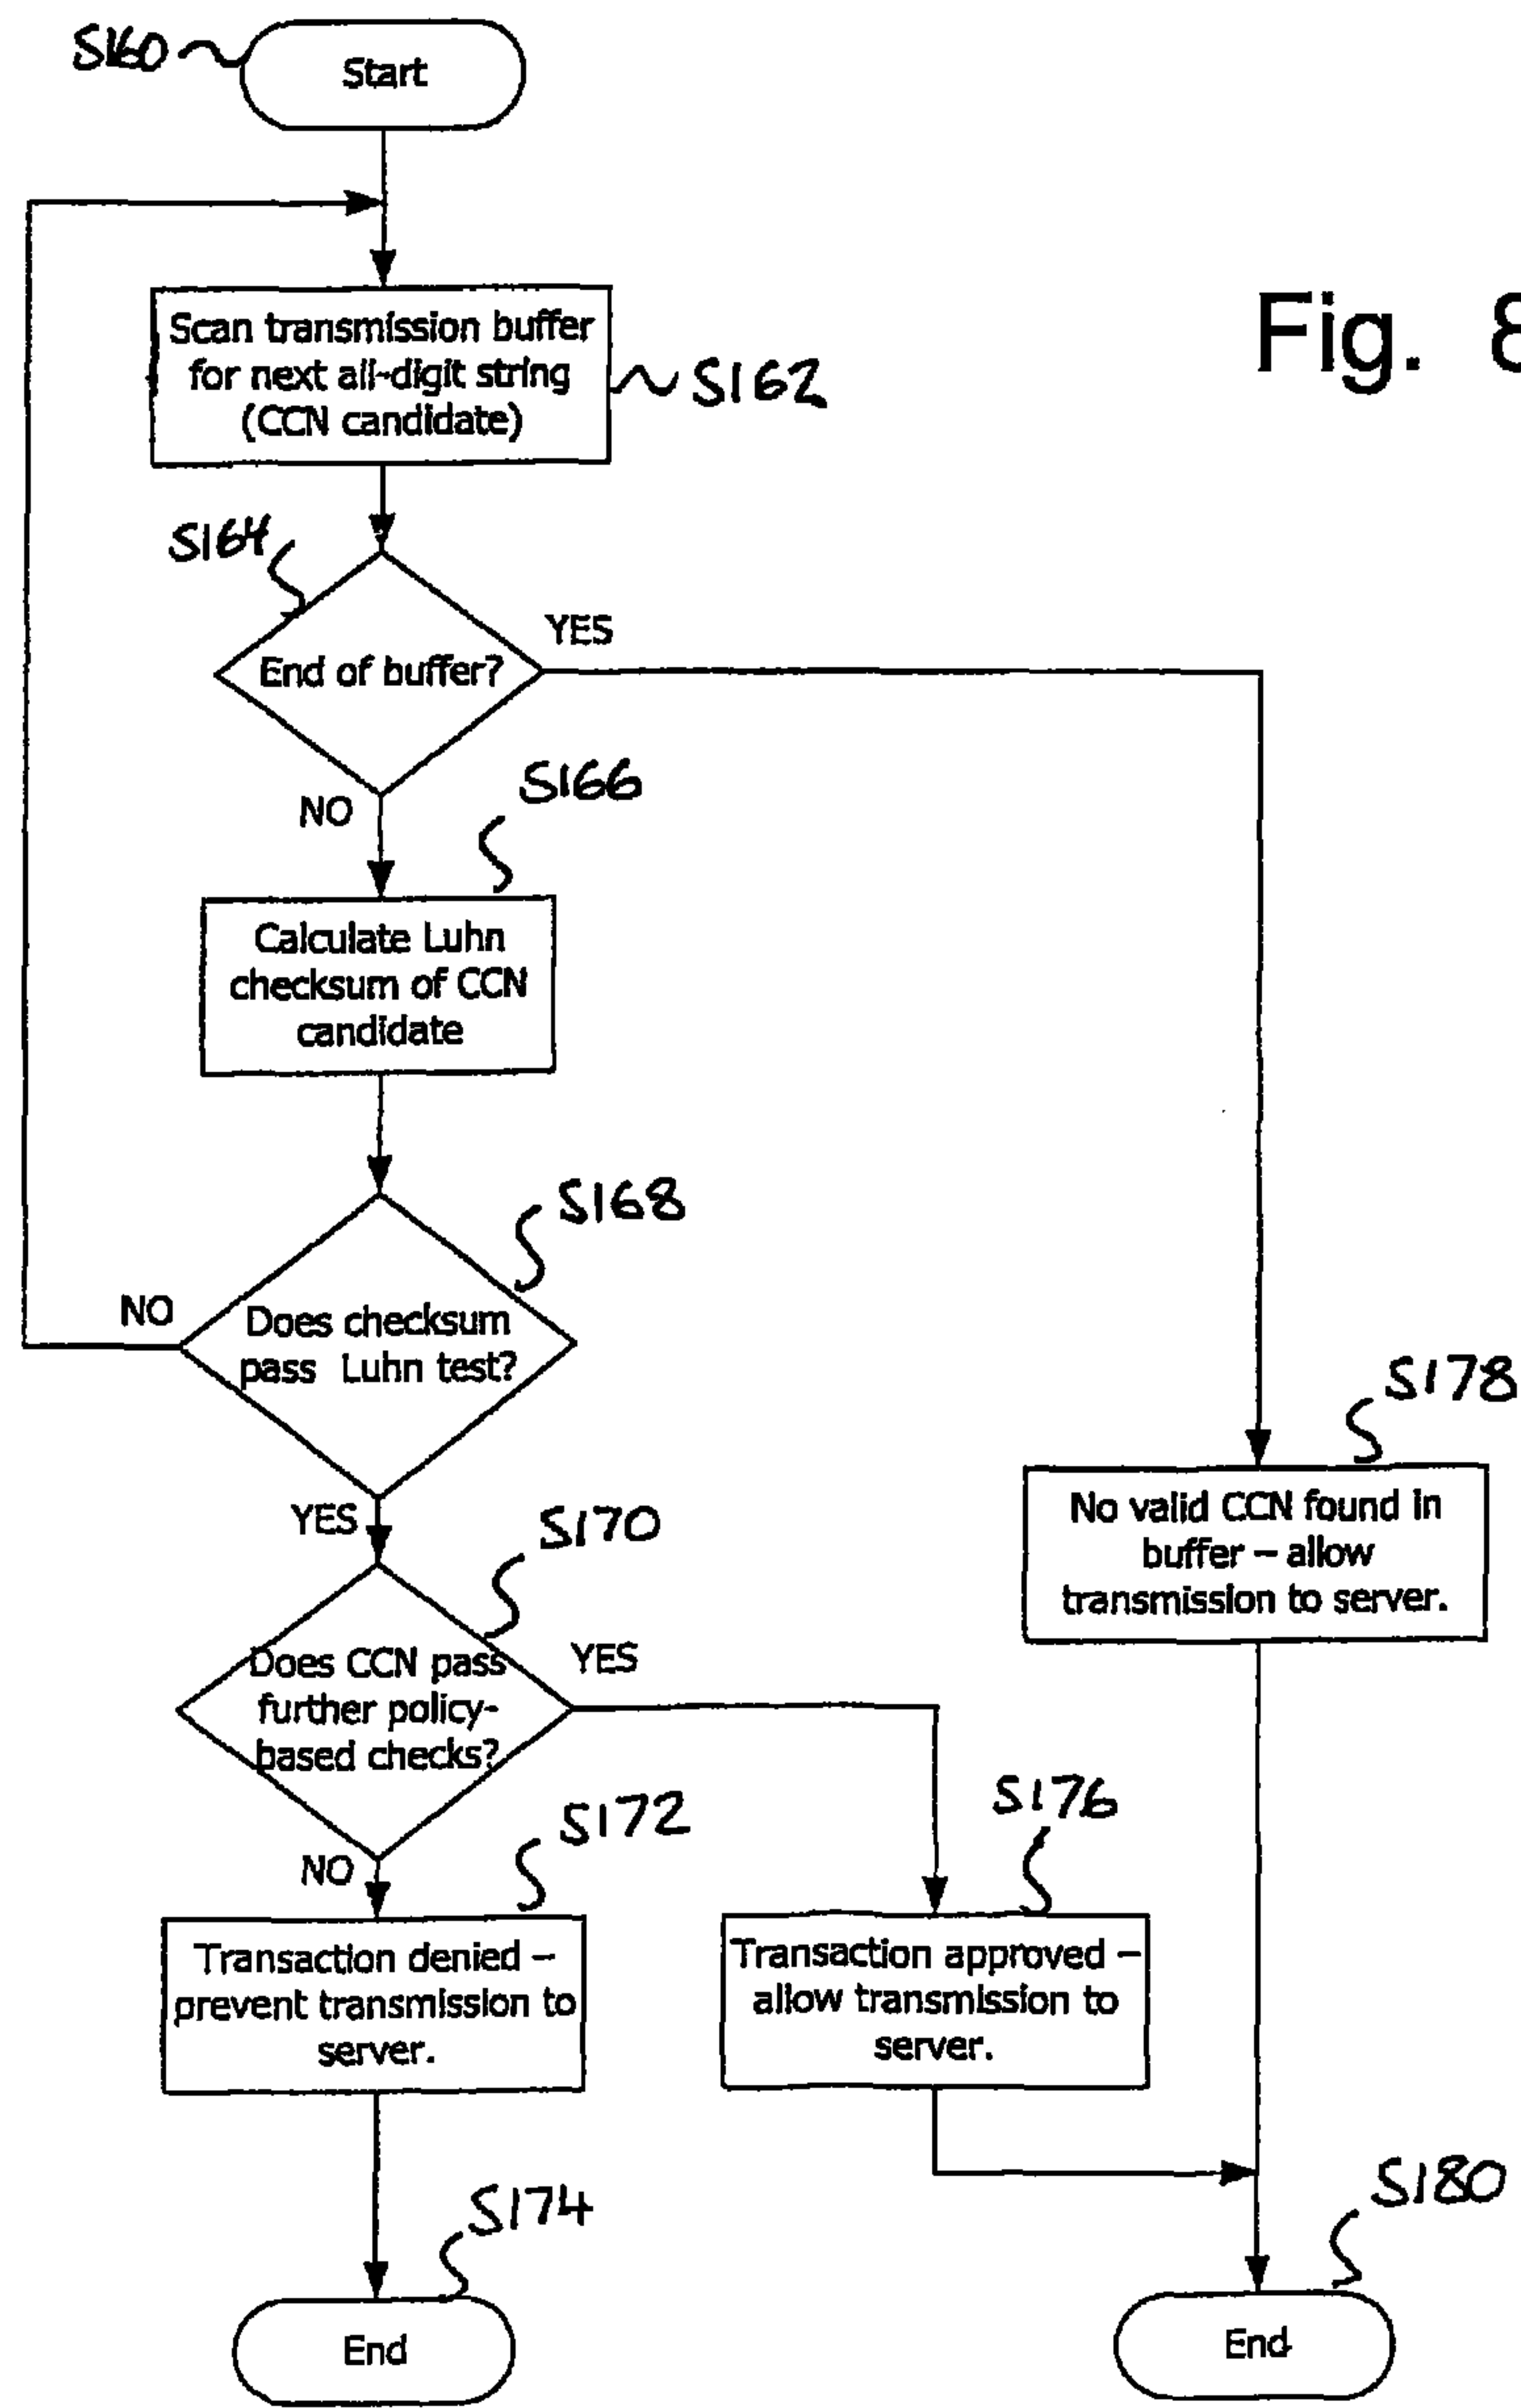 S160
Start
Fig. 8
Scan transmission buffer
for next all-digit string
(CCN candidate)
S162
S164
End of buffer?
YES
NO
S166
Calculate Luhn
checksum of CCN
candidate
S168
Does checksum
pass Luhn test?
NO
YES
S170
Does CCN pass
further policy-
based checks?
YES
NO
S172
Transaction denied –
prevent transmission to
server.
S174
End
S176
Transaction approved –
allow transmission to
server.
S178
No valid CCN found in
buffer – allow
transmission to server.
S180
End